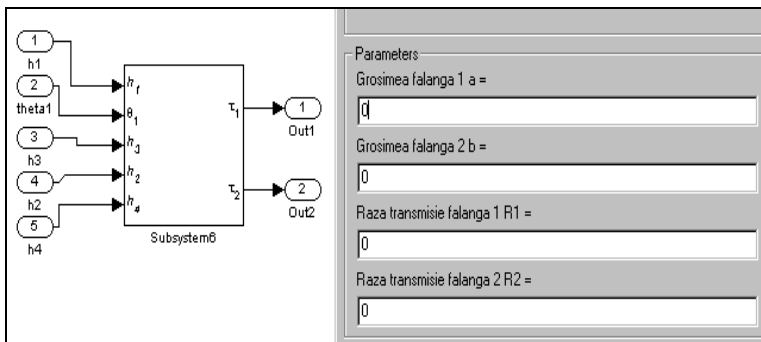 1
h1
2
theta1
3
h3
4
h2
5
h4
h1
θ1
h3
h2
h4
τ1
τ2
Subsystem6
1
Out1
2
Out2
Parameters
Grosimea falanga 1 a =
0
Grosimea falanga 2 b =
0
Raza transmisie falanga 1 R1 =
0
Raza transmisie falanga 2 R2 =
0